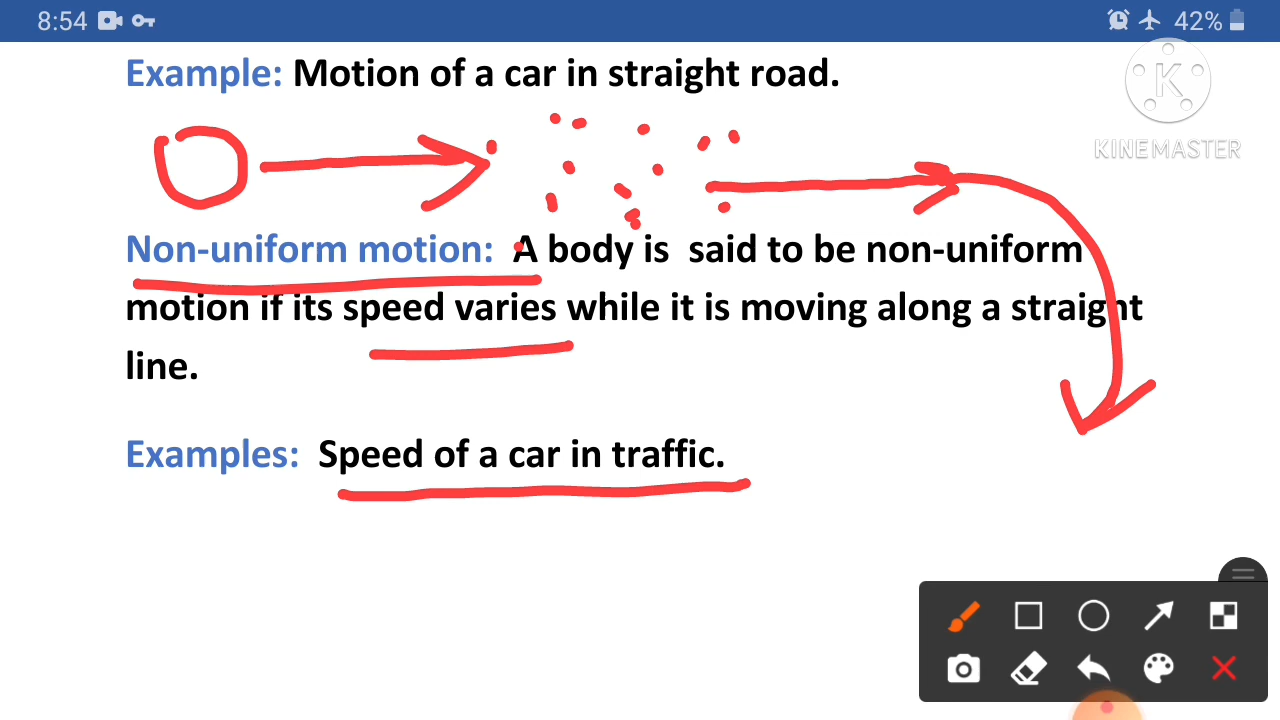 8:54
42%
Example: Motion of a car in straight road.
K
KINEMASTER
Non-uniform motion: A body is said to be non-uniform
motion if its speed varies while it is moving along a straight
line.
Examples: Speed of a car in traffic.